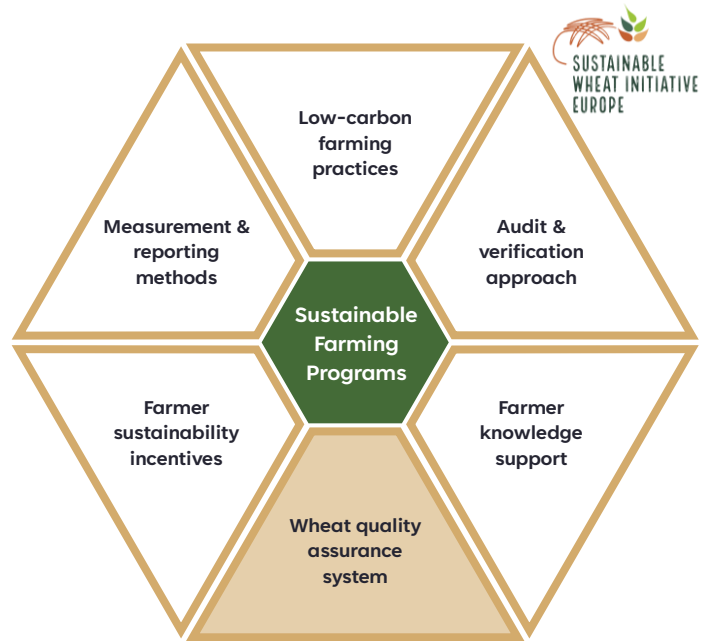 SUSTAINABLE
WHEAT INITIATIVE
EUROPE
Low-carbon
farming
practices
Measurement &
reporting
methods
Audit &
verification
approach
Sustainable
Farming
Programs
Farmer
sustainability
incentives
Farmer
knowledge
support
Wheat quality
assurance
system